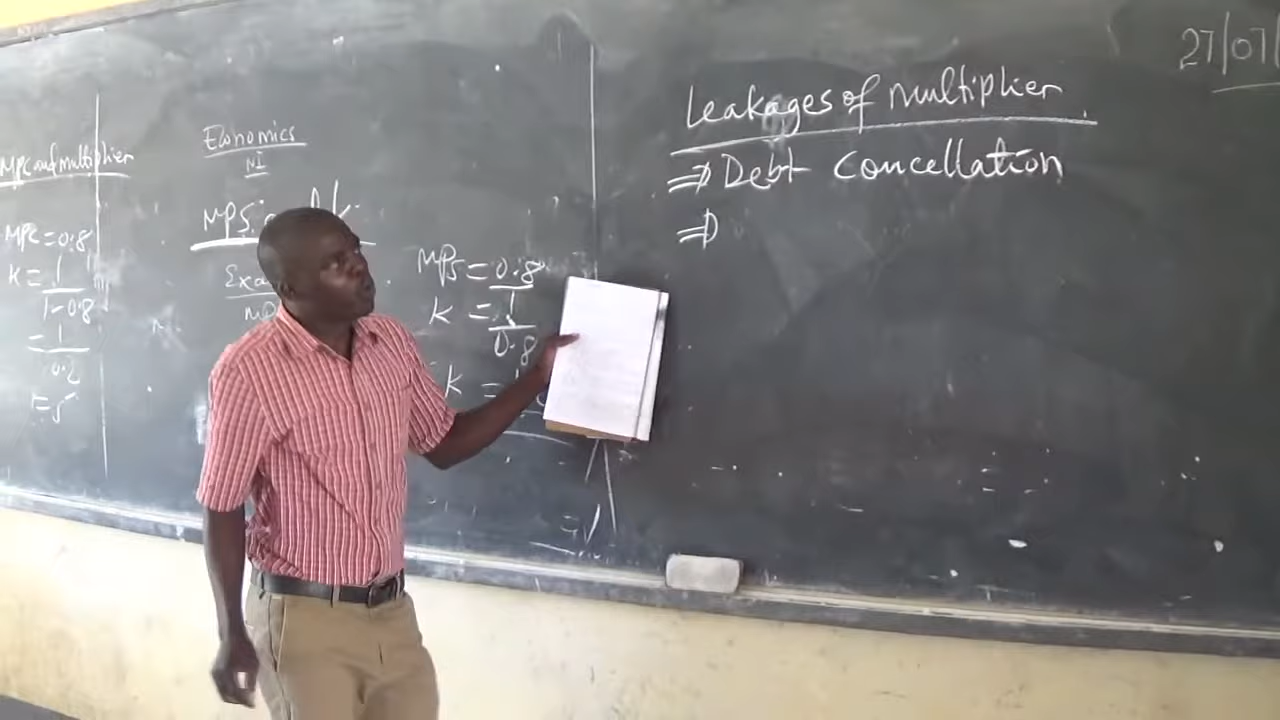 MPC and multiplier
MPC = 0.8
K = 1
1 - 0.8
= 1
0.2
= 5
Economics
MPS
MPS = 0.8
K = 1
0.8
K =
Leakages of multiplier
⇒ Debt Concellation
⇒
27/07